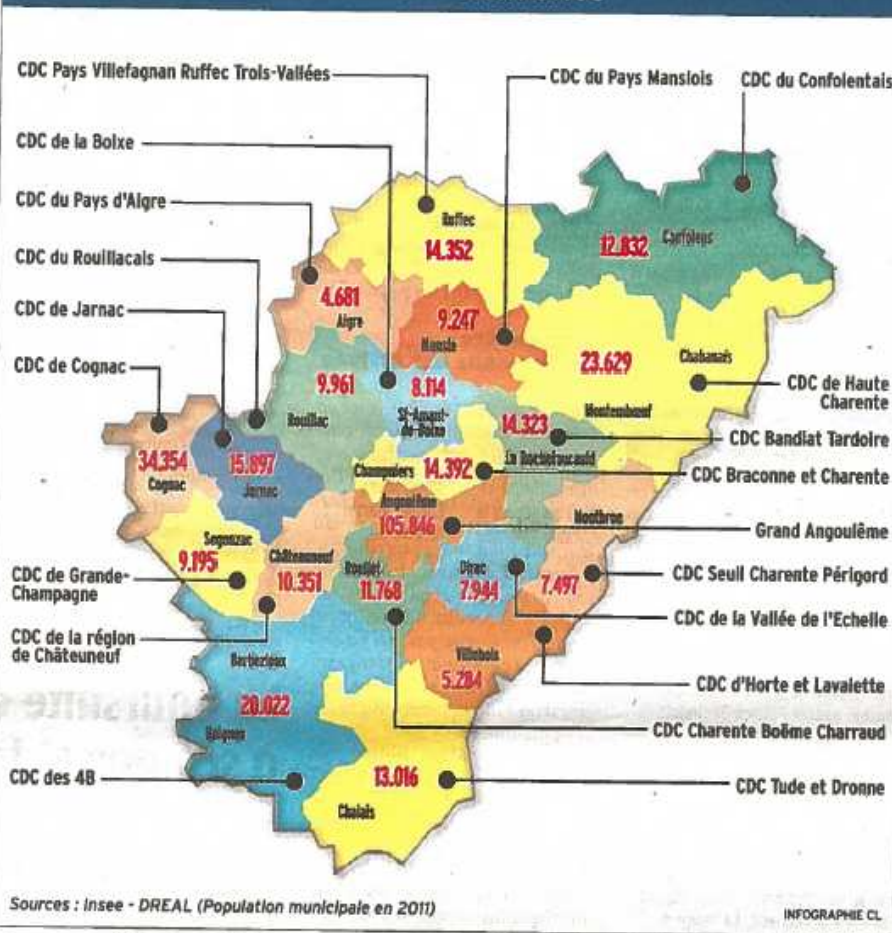 CDC Pays Villefagnan Ruffec Trois-Vallées
CDC du Pays Manslois
CDC du Confolentais
CDC de la Boixe
CDC du Pays d'Aigre
CDC du Rouillacais
CDC de Jarnac
CDC de Cognac
CDC de Grande-
Champagne
CDC de la région
de Châteuneuf
CDC des 4B
CDC de Haute
Charente
CDC Bandiat Tardoire
CDC Braconne et Charente
Grand Angoulême
CDC Seuil Charente Périgord
CDC de la Vallée de l'Echelle
CDC d'Horte et Lavalette
CDC Charente Boëme Charraud
CDC Tude et Dronne
Ruffec
14.352
12.832
Confolens
4.681
Aigre
9.247
Mansle
23.629
Chabanais
Montembœuf
9.961
Rouillac
8.114
St-Amant-
de-Boixe
14.323
La Rochefoucauld
34.354
Cognac
15.897
Jarnac
Champniers
14.392
Angoulême
105.846
Montbron
7.497
Segonzac
9.195
Châteauneuf
10.351
Roullet
11.768
Dirac
7.944
Villebois
5.284
Barbezieux
20.022
Baignes
13.016
Chalais
Sources : Insee - DREAL (Population municipale en 2011)
INFOGRAPHIE CL